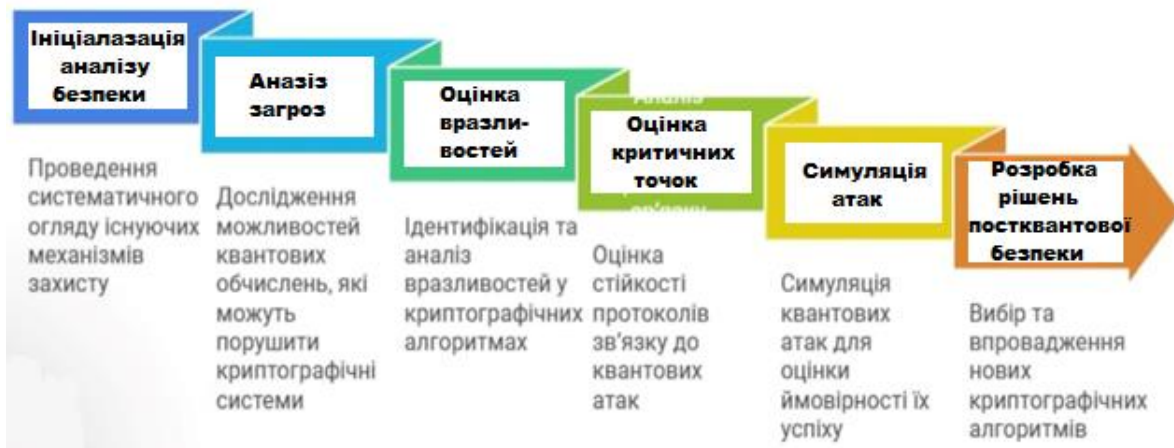 Ініціалазація
аналізу
безпеки
Проведення
систематичного
огляду існуючих
механізмів
захисту
Аназіз
загроз
Дослідження
можливостей
квантових
обчислень, які
можуть
порушити
криптографічні
системи
Оцінка
вразли-
востей
Ідентифікація та
аналіз
вразливостей у
криптографічних
алгоритмах
Оцінка
критичних
точок
Оцінка
стійкості
протоколів
зв'язку до
квантових
атак
Симуляція
атак
Симуляція
квантових
атак для
оцінки
ймовірності їх
успіху
Розробка
рішень
постквантової
безпеки
Вибір та
впровадження
нових
криптографічних
алгоритмів